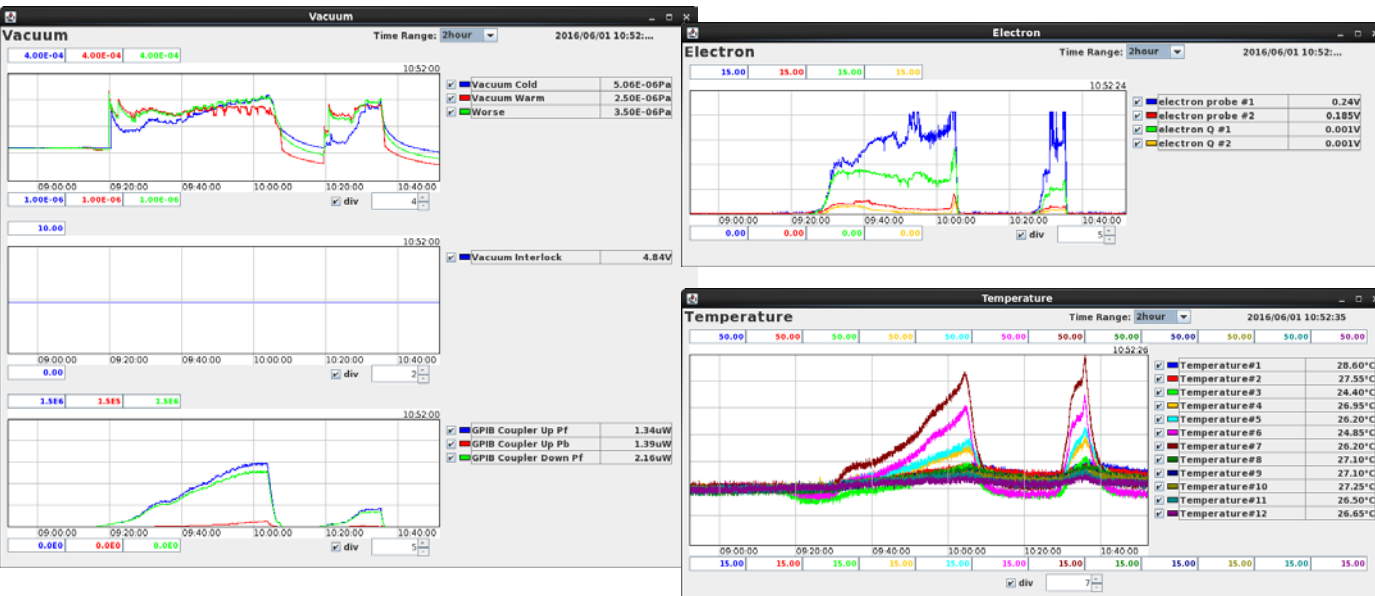 Vacuum
Vacuum
Time Range: 2hour
2016/06/01 10:52:...
4.00E-04 4.00E-04 4.00E-04
10:52:00
Vacuum Cold 5.06E-06Pa
Vacuum Warm 2.50E-06Pa
Worse 3.50E-06Pa
09:00:00 09:20:00 09:40:00 10:00:00 10:20:00 10:40:00
1.00E-06 1.00E-06 1.00E-06
div 4
10.00
10:52:00
Vacuum Interlock 4.84V
09:00:00 09:20:00 09:40:00 10:00:00 10:20:00 10:40:00
0.00
div 2
1.5E6 1.5E5 1.5E6
10:52:00
GPIB Coupler Up Pf 1.34uW
GPIB Coupler Up Pb 1.39uW
GPIB Coupler Down Pf 2.16uW
09:00:00 09:20:00 09:40:00 10:00:00 10:20:00 10:40:00
0.0E0 0.0E0 0.0E0
div 5
Electron
Electron
Time Range: 2hour
2016/06/01 10:52:...
15.00 15.00 15.00 15.00
10:52:24
electron probe #1 0.24V
electron probe #2 0.185V
electron Q #1 0.001V
electron Q #2 0.001V
09:00:00 09:20:00 09:40:00 10:00:00 10:20:00 10:40:00
0.00 0.00 0.00 0.00
div 5
Temperature
Temperature
Time Range: 2hour
2016/06/01 10:52:35
50.00 50.00 50.00 50.00 50.00 50.00 50.00 50.00 50.00 50.00 50.00 50.00
10:52:26
Temperature#1 28.60°C
Temperature#2 27.55°C
Temperature#3 24.40°C
Temperature#4 26.95°C
Temperature#5 26.20°C
Temperature#6 24.85°C
Temperature#7 26.20°C
Temperature#8 27.10°C
Temperature#9 27.10°C
Temperature#10 27.25°C
Temperature#11 26.50°C
Temperature#12 26.65°C
09:00:00 09:20:00 09:40:00 10:00:00 10:20:00 10:40:00
15.00 15.00 15.00 15.00 15.00 15.00 15.00 15.00 15.00 15.00 15.00 15.00
div 7